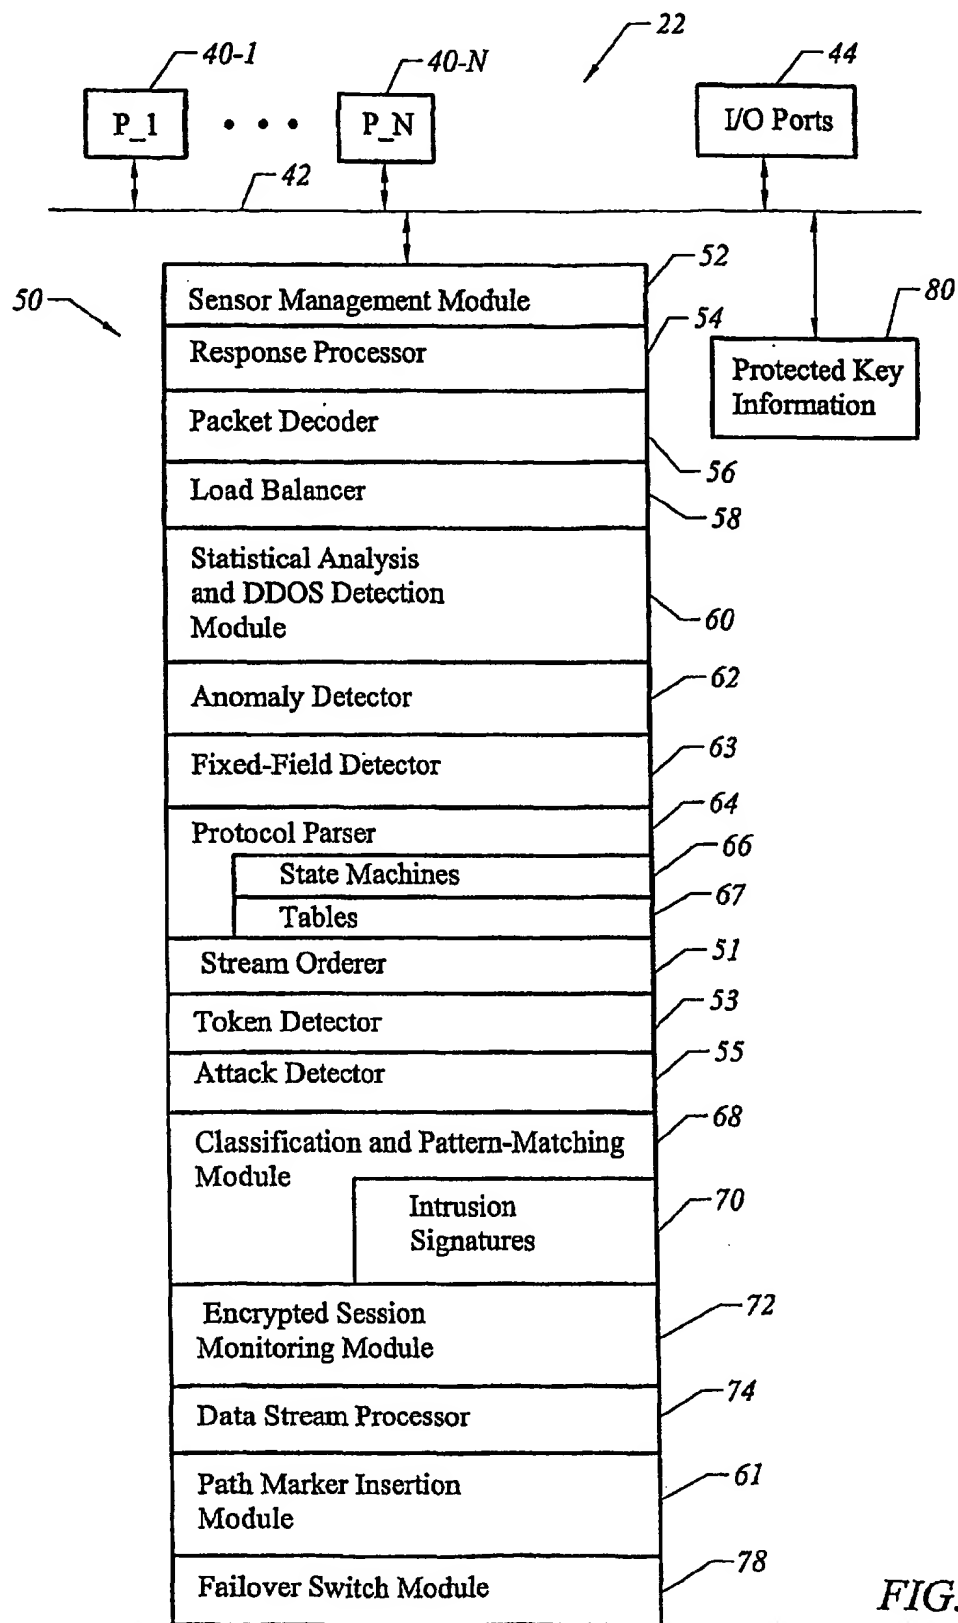 40-1
40-N
22
44
P_1
• • •
P_N
I/O Ports
42
50
52
Sensor Management Module
54
Response Processor
80
Protected Key
Information
Packet Decoder
56
Load Balancer
58
Statistical Analysis
and DDOS Detection
Module
60
62
Anomaly Detector
63
Fixed-Field Detector
64
Protocol Parser
66
State Machines
67
Tables
51
Stream Orderer
53
Token Detector
55
Attack Detector
68
Classification and Pattern-Matching
Module
70
Intrusion
Signatures
72
Encrypted Session
Monitoring Module
74
Data Stream Processor
61
Path Marker Insertion
Module
78
Failover Switch Module
FIG.